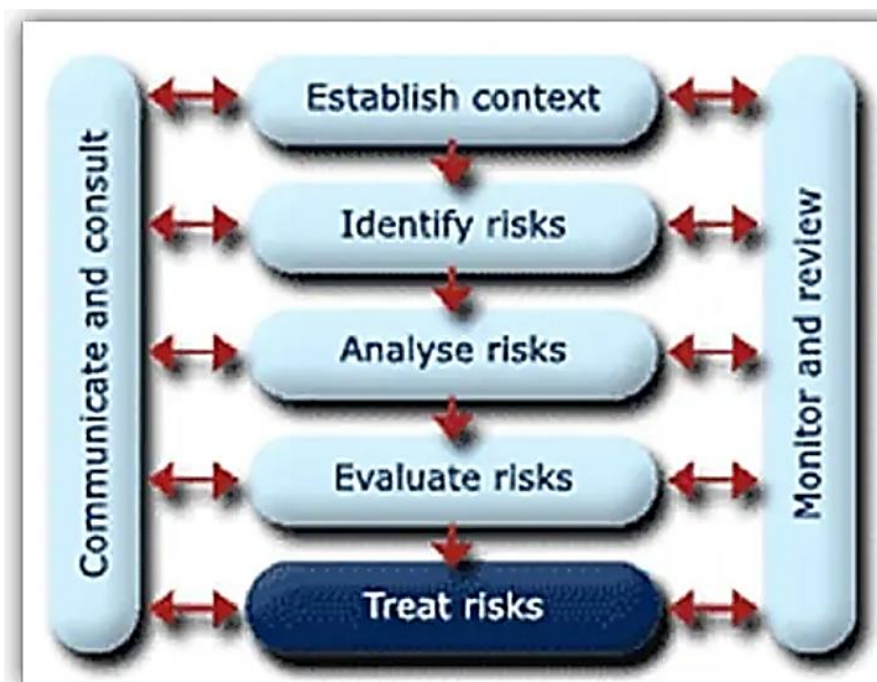 Communicate and consult
Establish context
Identify risks
Analyse risks
Evaluate risks
Treat risks
Monitor and review